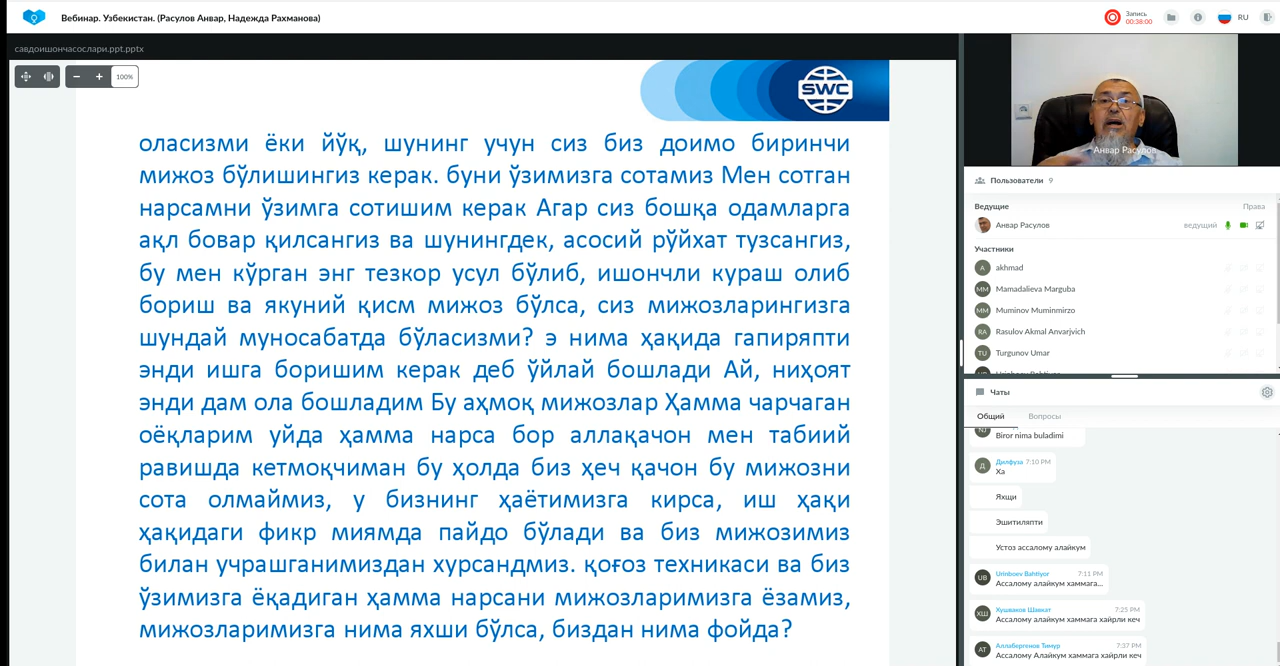 Вебинар. Узбекистан. (Расулов Анвар, Надежда Рахманова)
Запись
00:38:00
RU
савдоишончасослари.ppt.pptx
100%
SWC
оласизми ёки йўқ, шунинг учун сиз биз доимо биринчи
мижоз бўлишингиз керак. буни ўзимизга сотамиз Мен сотган
нарсамни ўзимга сотишим керак Агар сиз бошқа одамларга
ақл бовар қилсангиз ва шунингдек, асосий рўйхат тузсангиз,
бу мен кўрган энг тезкор усул бўлиб, ишончли кураш олиб
бориш ва якуний қисм мижоз бўлса, сиз мижозларингизга
шундай муносабатда бўласизми? э нима ҳақида гапиряпти
энди ишга боришим керак деб ўйлай бошлади Ай, ниҳоят
энди дам ола бошладим Бу аҳмоқ мижозлар Ҳамма чарчаган
оёқларим уйда ҳамма нарса бор аллақачон мен табиий
равишда кетмоқчиман бу ҳолда биз ҳеч қачон бу мижозни
сота олмаймиз, у бизнинг ҳаётимизга кирса, иш ҳақи
ҳақидаги фикр миямда пайдо бўлади ва биз мижозимиз
билан учрашганимиздан хурсандмиз. қоғоз техникаси ва биз
ўзимизга ёқадиган ҳамма нарсани мижозларимизга ёзамиз,
мижозларимизга нима яхши бўлса, биздан нима фойда?
Анвар Расулов
Пользователи 9
Ведущие Права
Анвар Расулов ведущий
Участники
A akhmad
MM Mamadalieva Marguba
MM Muminov Muminmirzo
RA Rasulov Akmal Anvarjvich
TU Turgunov Umar
Чаты
Общий Вопросы
Biror nima buladimi
Д Дилфуза 7:10 PM
Ха
Яхщи
Эшитиляпти
Устоз ассалому алайкум
UB Urinboev Bahtiyor 7:11 PM
Ассалому алайкум хаммага...
ХШ Хушваков Шавкат 7:25 PM
Ассалому алайкум хаммага хайрли кеч
АТ Аллабергенов Тимур 7:37 PM
Ассалому Алайкум хаммага хайрли кеч